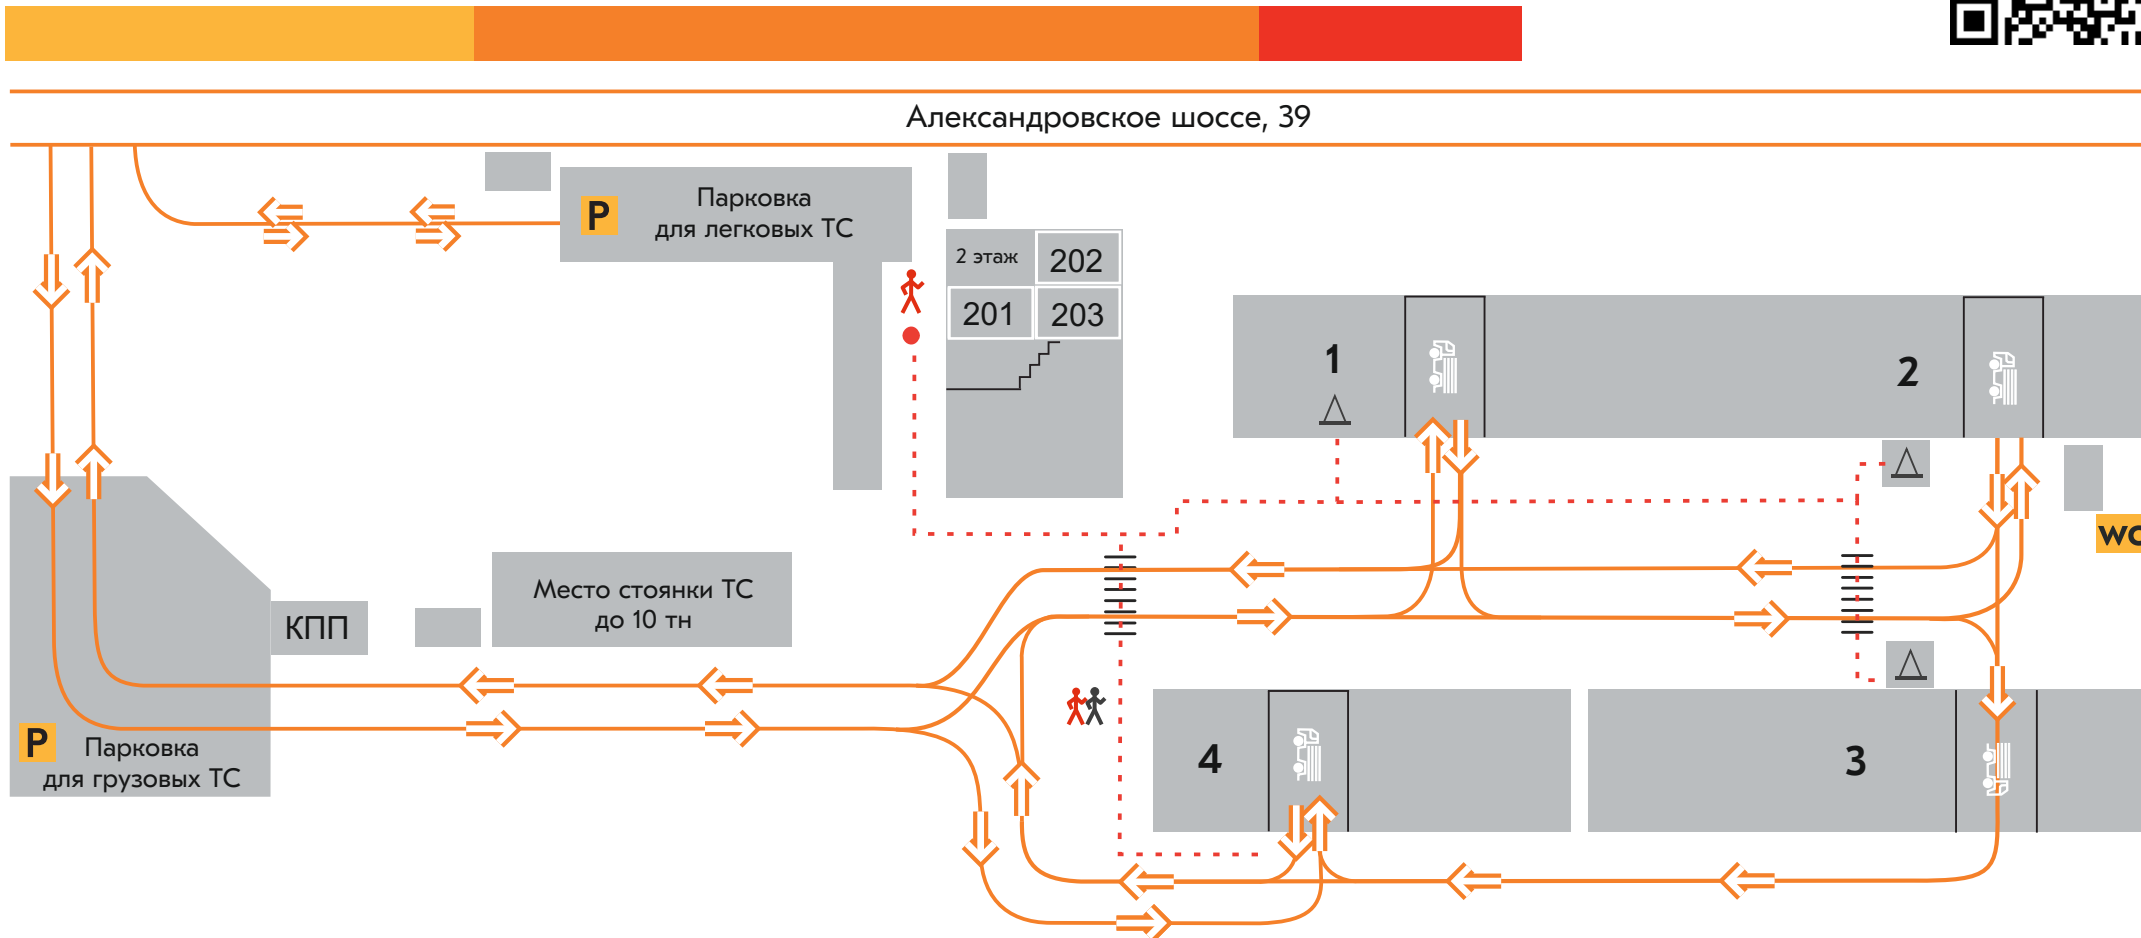 Александровское шоссе, 39
P
Парковка
для легковых ТС
2 этаж
202
201
203
1
2
WC
Место стоянки ТС
до 10 тн
КПП
P
Парковка
для грузовых ТС
4
3